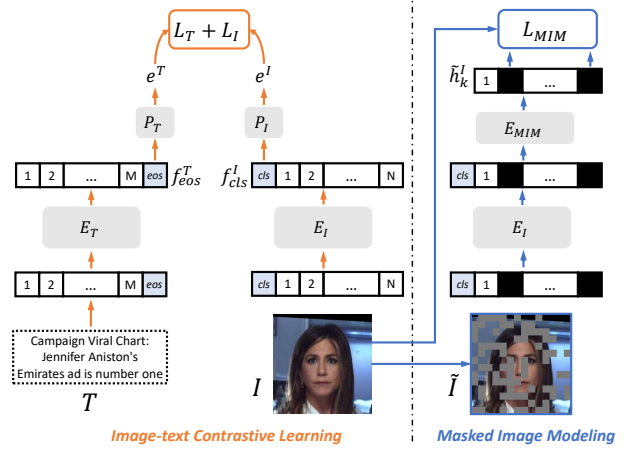 L_T + L_I
L_MIM
e^T
e^I
h̃_k^I
1 ...
P_T
P_I
E_MIM
1 2 ... M eos f_eos^T
f_cls^I cls 1 2 ... N
cls ...
E_T
E_I
E_I
1 2 ... M eos
cls 1 2 ... N
cls 1 ...
Campaign Viral Chart:
Jennifer Aniston's
Emirates ad is number one
T
I
Ĩ
Image-text Contrastive Learning
Masked Image Modeling